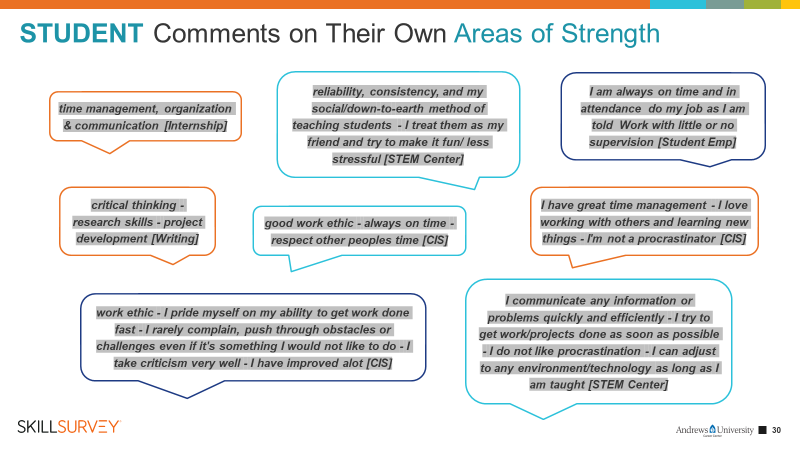 STUDENT Comments on Their Own Areas of Strength
time management, organization
& communication [Internship]
reliability, consistency, and my
social/down-to-earth method of
teaching students - I treat them as my
friend and try to make it fun/ less
stressful [STEM Center]
I am always on time and in
attendance do my job as I am
told Work with little or no
supervision [Student Emp]
critical thinking -
research skills - project
development [Writing]
good work ethic - always on time -
respect other peoples time [CIS]
I have great time management - I love
working with others and learning new
things - I'm not a procrastinator [CIS]
work ethic - I pride myself on my ability to get work done
fast - I rarely complain, push through obstacles or
challenges even if it's something I would not like to do - I
take criticism very well - I have improved alot [CIS]
I communicate any information or
problems quickly and efficiently - I try to
get work/projects done as soon as possible
- I do not like procrastination - I can adjust
to any environment/technology as long as I
am taught [STEM Center]
SKILLSURVEY
Andrews University
Career Center
30